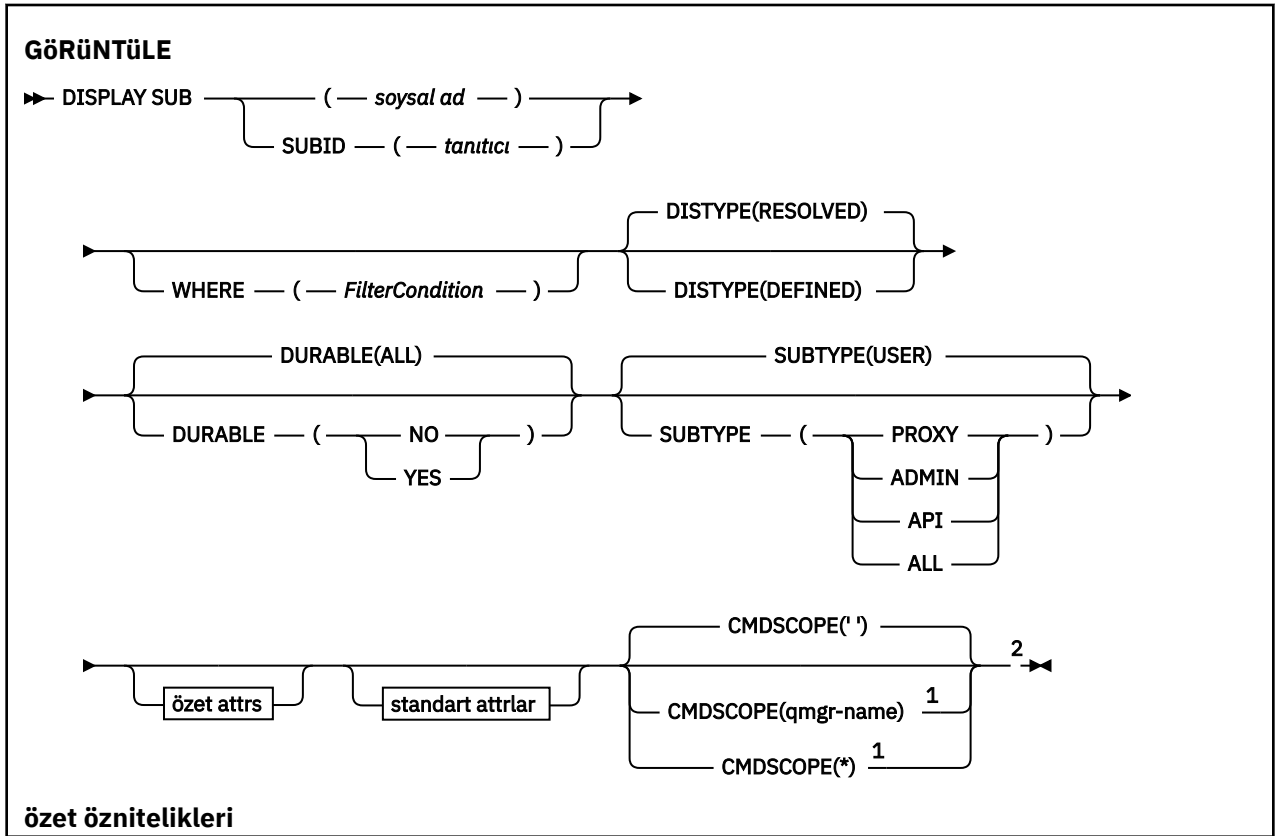 GöRüNTüLE
DISPLAY SUB ( soysal ad )
SUBID ( tanıtıcı )
DISTYPE(RESOLVED)
WHERE ( FilterCondition )
DISTYPE(DEFINED)
DURABLE(ALL) SUBTYPE(USER)
DURABLE ( NO ) SUBTYPE ( PROXY )
YES ADMIN
API
ALL
CMDSCOPE(' ')
2
özet attrs standart attrlar
CMDSCOPE(qmgr-name) 1
CMDSCOPE(*) 1
özet öznitelikleri